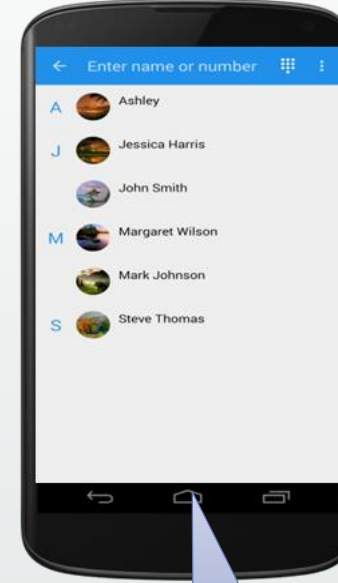 Enter name or number
A
Ashley
J
Jessica Harris
John Smith
M
Margaret Wilson
Mark Johnson
S
Steve Thomas